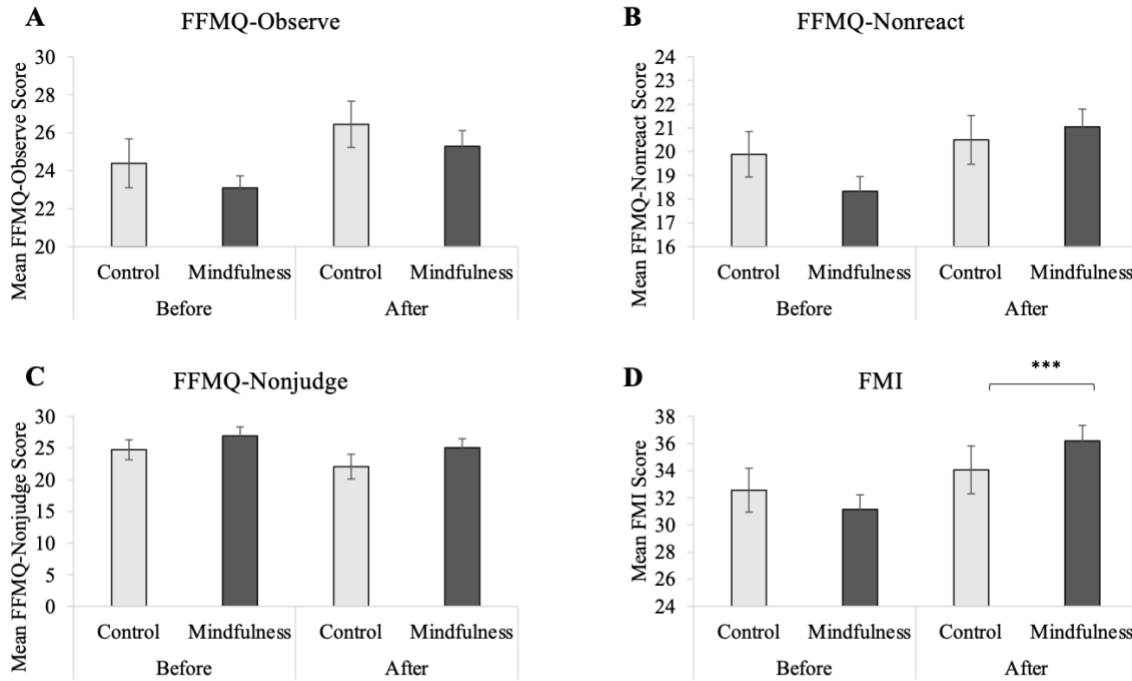 A
FFMQ-Observe
Mean FFMQ-Observe Score
30
28
26
24
22
20
Control Mindfulness Control Mindfulness
Before After
B
FFMQ-Nonreact
Mean FFMQ-Nonreact Score
24
23
22
21
20
19
18
17
16
Control Mindfulness Control Mindfulness
Before After
C
FFMQ-Nonjudge
Mean FFMQ-Nonjudge Score
30
25
20
15
10
5
0
Control Mindfulness Control Mindfulness
Before After
D
FMI
***
Mean FMI Score
38
36
34
32
31
28
26
24
Control Mindfulness Control Mindfulness
Before After